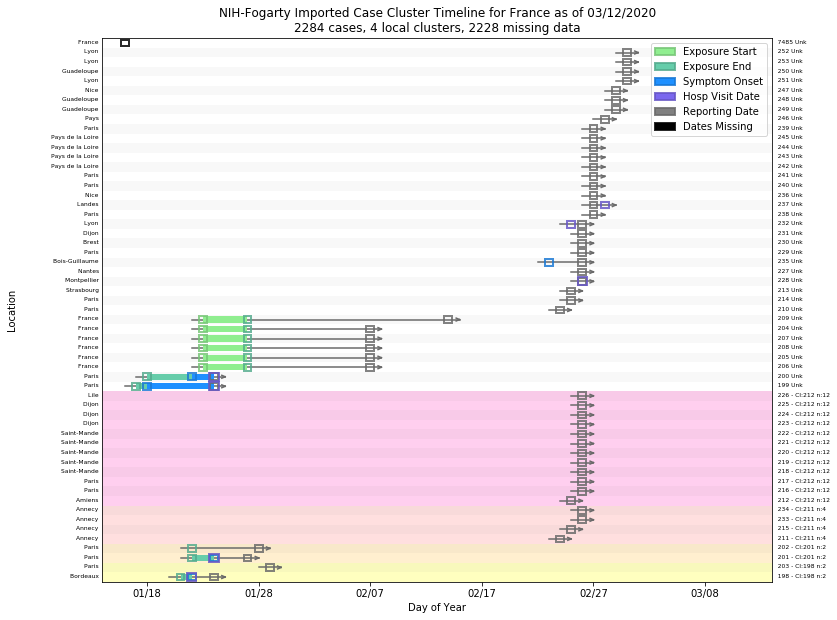 NIH-Fogarty Imported Case Cluster Timeline for France as of 03/12/2020
2284 cases, 4 local clusters, 2228 missing data
Exposure Start
Exposure End
Symptom Onset
Hosp Visit Date
Reporting Date
Dates Missing
Location
France 7485 Unk
Lyon 252 Unk
Lyon 253 Unk
Guadeloupe 250 Unk
Lyon 251 Unk
Nice 247 Unk
Guadeloupe 248 Unk
Guadeloupe 249 Unk
Pays 246 Unk
Paris 239 Unk
Pays de la Loire 245 Unk
Pays de la Loire 244 Unk
Pays de la Loire 243 Unk
Pays de la Loire 242 Unk
Paris 241 Unk
Paris 240 Unk
Nice 236 Unk
Landes 237 Unk
Paris 238 Unk
Lyon 232 Unk
Dijon 231 Unk
Brest 230 Unk
Paris 229 Unk
Bois-Guillaume 235 Unk
Nantes 227 Unk
Montpellier 228 Unk
Strasbourg 213 Unk
Paris 214 Unk
Paris 210 Unk
France 209 Unk
France 204 Unk
France 207 Unk
France 208 Unk
France 205 Unk
France 206 Unk
Paris 200 Unk
Paris 199 Unk
Lille 226 - Cl:212 n:12
Dijon 225 - Cl:212 n:12
Dijon 224 - Cl:212 n:12
Dijon 223 - Cl:212 n:12
Saint-Mande 222 - Cl:212 n:12
Saint-Mande 221 - Cl:212 n:12
Saint-Mande 220 - Cl:212 n:12
Saint-Mande 219 - Cl:212 n:12
Saint-Mande 218 - Cl:212 n:12
Paris 217 - Cl:212 n:12
Paris 216 - Cl:212 n:12
Amiens 212 - Cl:212 n:12
Annecy 234 - Cl:211 n:4
Annecy 233 - Cl:211 n:4
Annecy 215 - Cl:211 n:4
Annecy 211 - Cl:211 n:4
Paris 202 - Cl:201 n:2
Paris 201 - Cl:201 n:2
Paris 203 - Cl:198 n:2
Bordeaux 198 - Cl:198 n:2
01/18 01/28 02/07 02/17 02/27 03/08
Day of Year